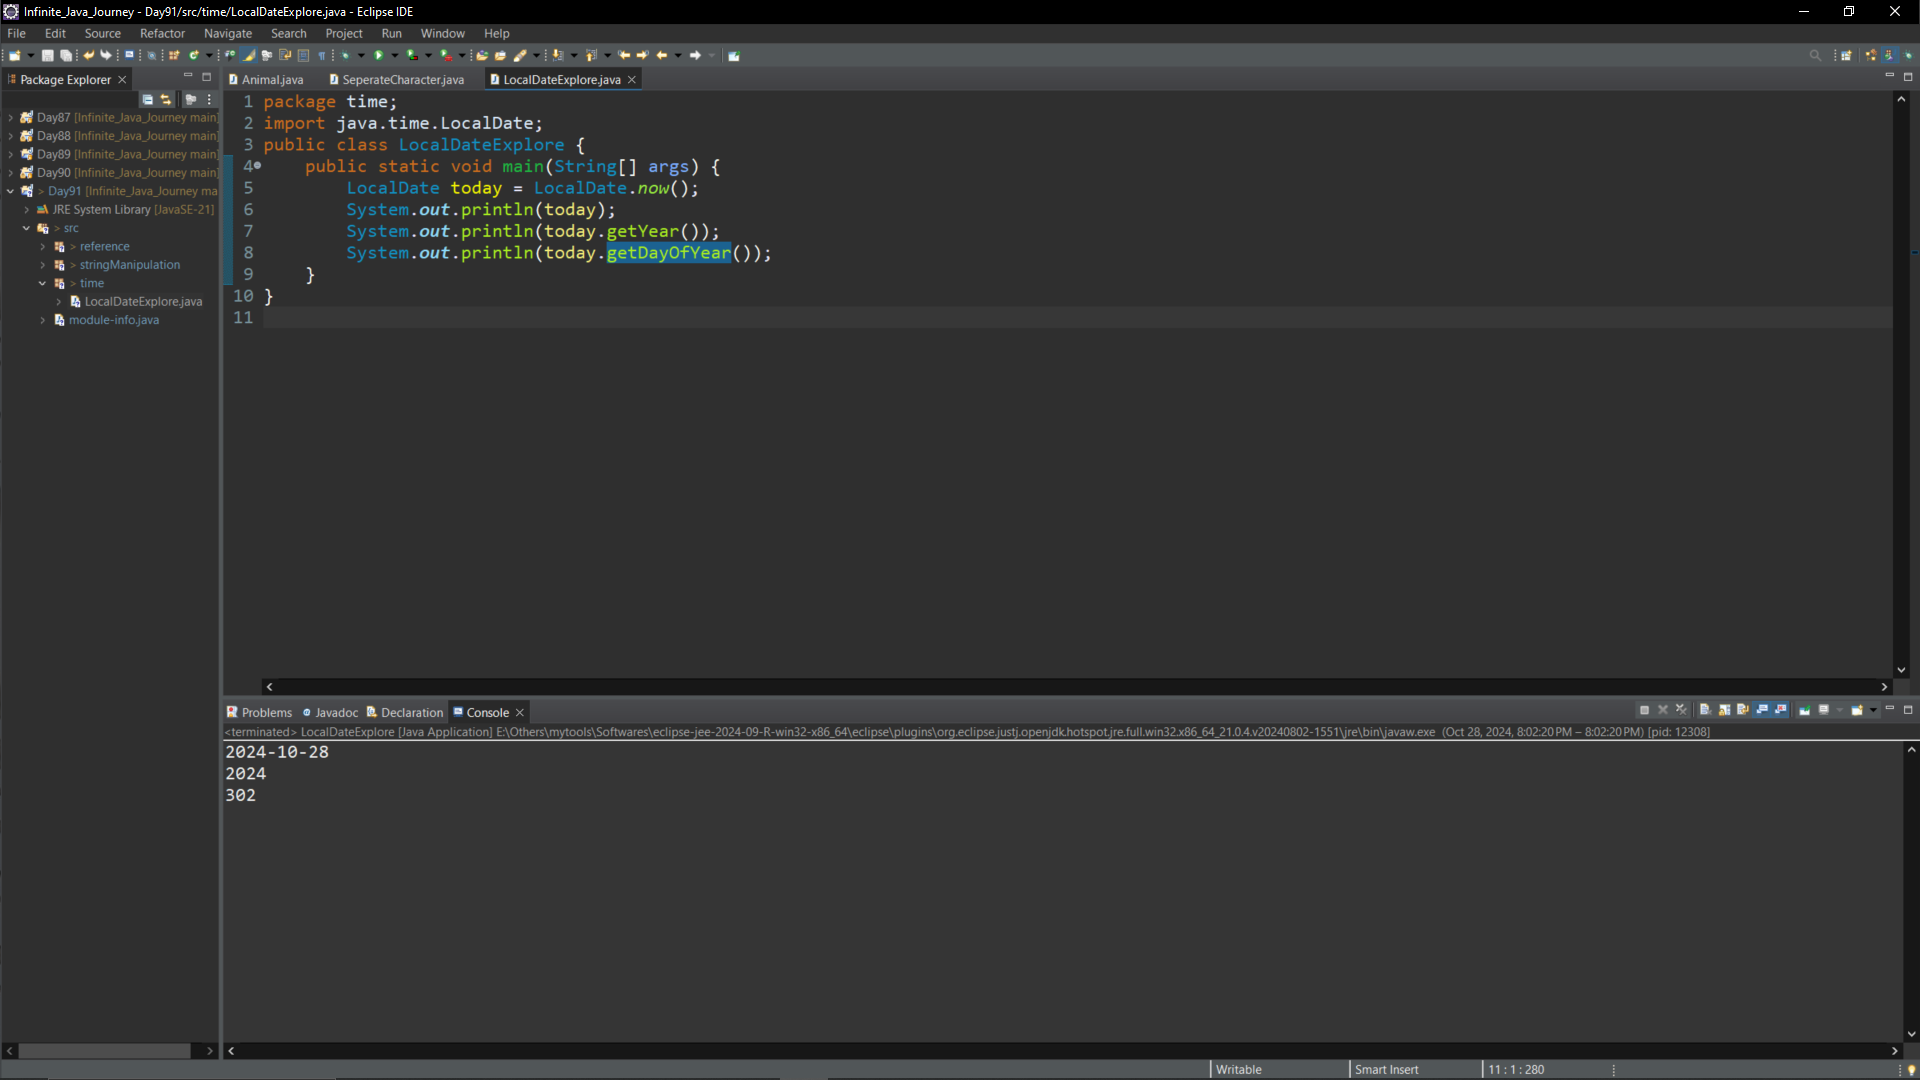 Infinite_Java_Journey - Day91/src/time/LocalDateExplore.java - Eclipse IDE
File Edit Source Refactor Navigate Search Project Run Window Help
Package Explorer
Animal.java SeperateCharacter.java LocalDateExplore.java
Day87 [Infinite_Java_Journey main]
Day88 [Infinite_Java_Journey main]
Day89 [Infinite_Java_Journey main]
Day90 [Infinite_Java_Journey main]
> Day91 [Infinite_Java_Journey ma
JRE System Library [JavaSE-21]
> src
> reference
> stringManipulation
> time
LocalDateExplore.java
module-info.java
1 package time;
2 import java.time.LocalDate;
3 public class LocalDateExplore {
4 public static void main(String[] args) {
5 LocalDate today = LocalDate.now();
6 System.out.println(today);
7 System.out.println(today.getYear());
8 System.out.println(today.getDayOfYear());
9 }
10 }
11
Problems Javadoc Declaration Console
<terminated> LocalDateExplore [Java Application] E:\Others\mytools\Softwares\eclipse-jee-2024-09-R-win32-x86_64\eclipse\plugins\org.eclipse.justj.openjdk.hotspot.jre.full.win32.x86_64_21.0.4.v20240802-1551\jre\bin\javaw.exe (Oct 28, 2024, 8:02:20 PM – 8:02:20 PM) [pid: 12308]
2024-10-28
2024
302
Writable Smart Insert 11 : 1 : 280